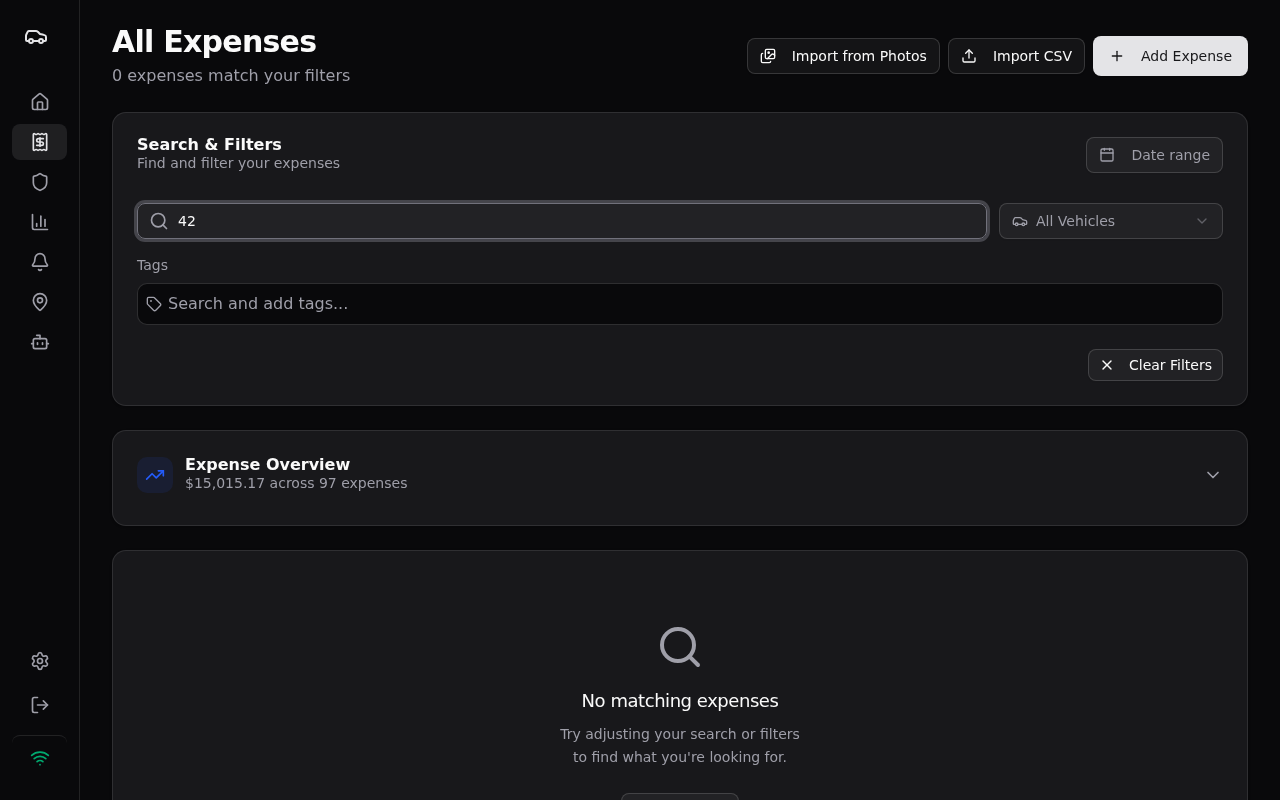 All Expenses
0 expenses match your filters
Import from Photos
Import CSV
Add Expense
Search & Filters
Find and filter your expenses
Date range
42
All Vehicles
Tags
Search and add tags...
Clear Filters
Expense Overview
$15,015.17 across 97 expenses
No matching expenses
Try adjusting your search or filters
to find what you're looking for.